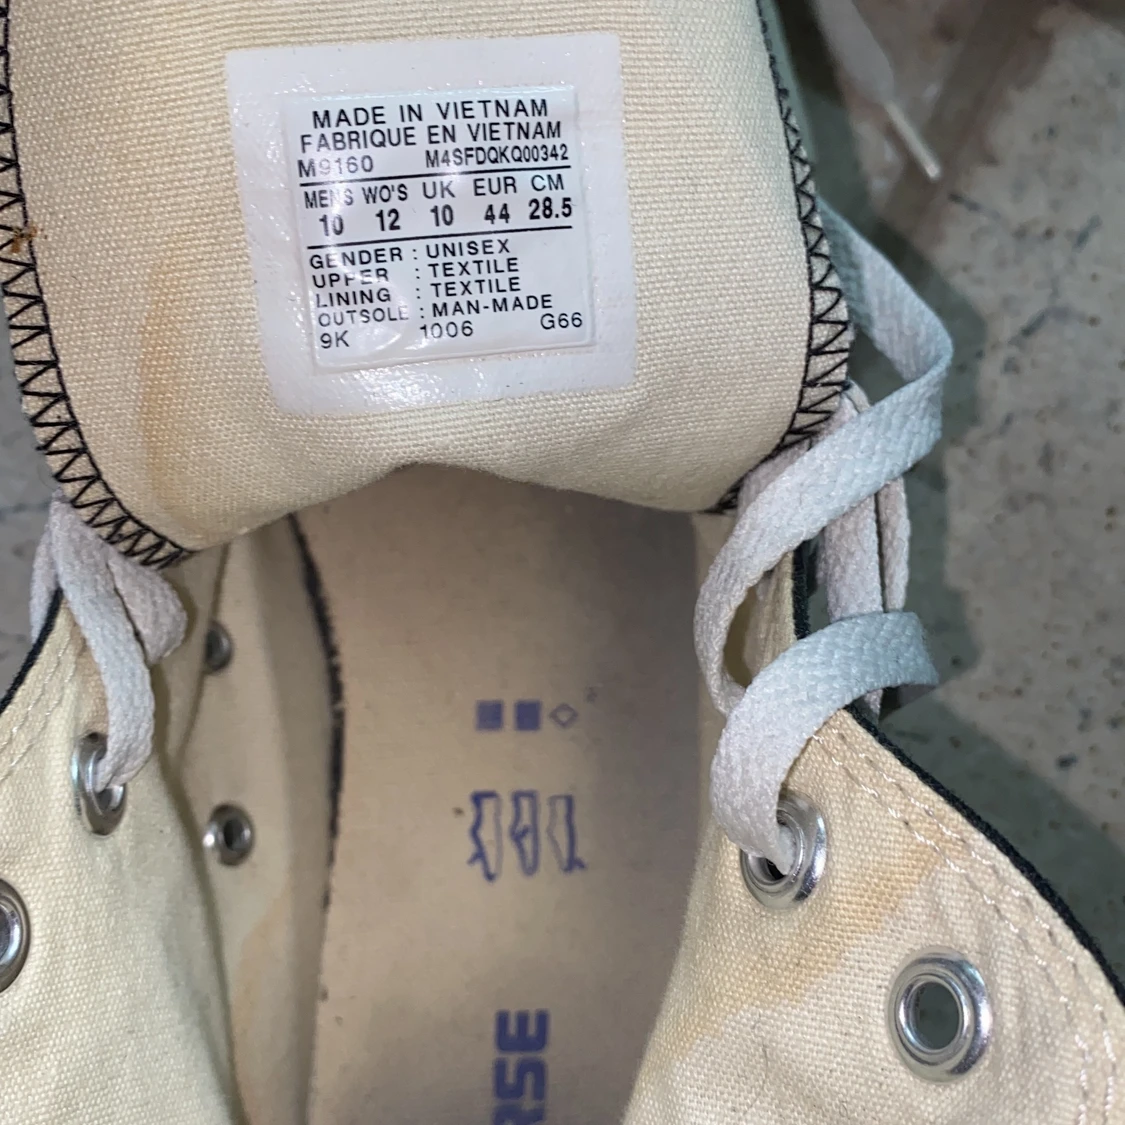 MADE IN VIETNAM
FABRIQUE EN VIETNAM
M9160 M4SFDQKQ00342
MENS WO'S UK EUR CM
10 12 10 44 28.5
GENDER : UNISEX
UPPER : TEXTILE
LINING : TEXTILE
OUTSOLE : MAN-MADE
9K 1006 G66
RSE